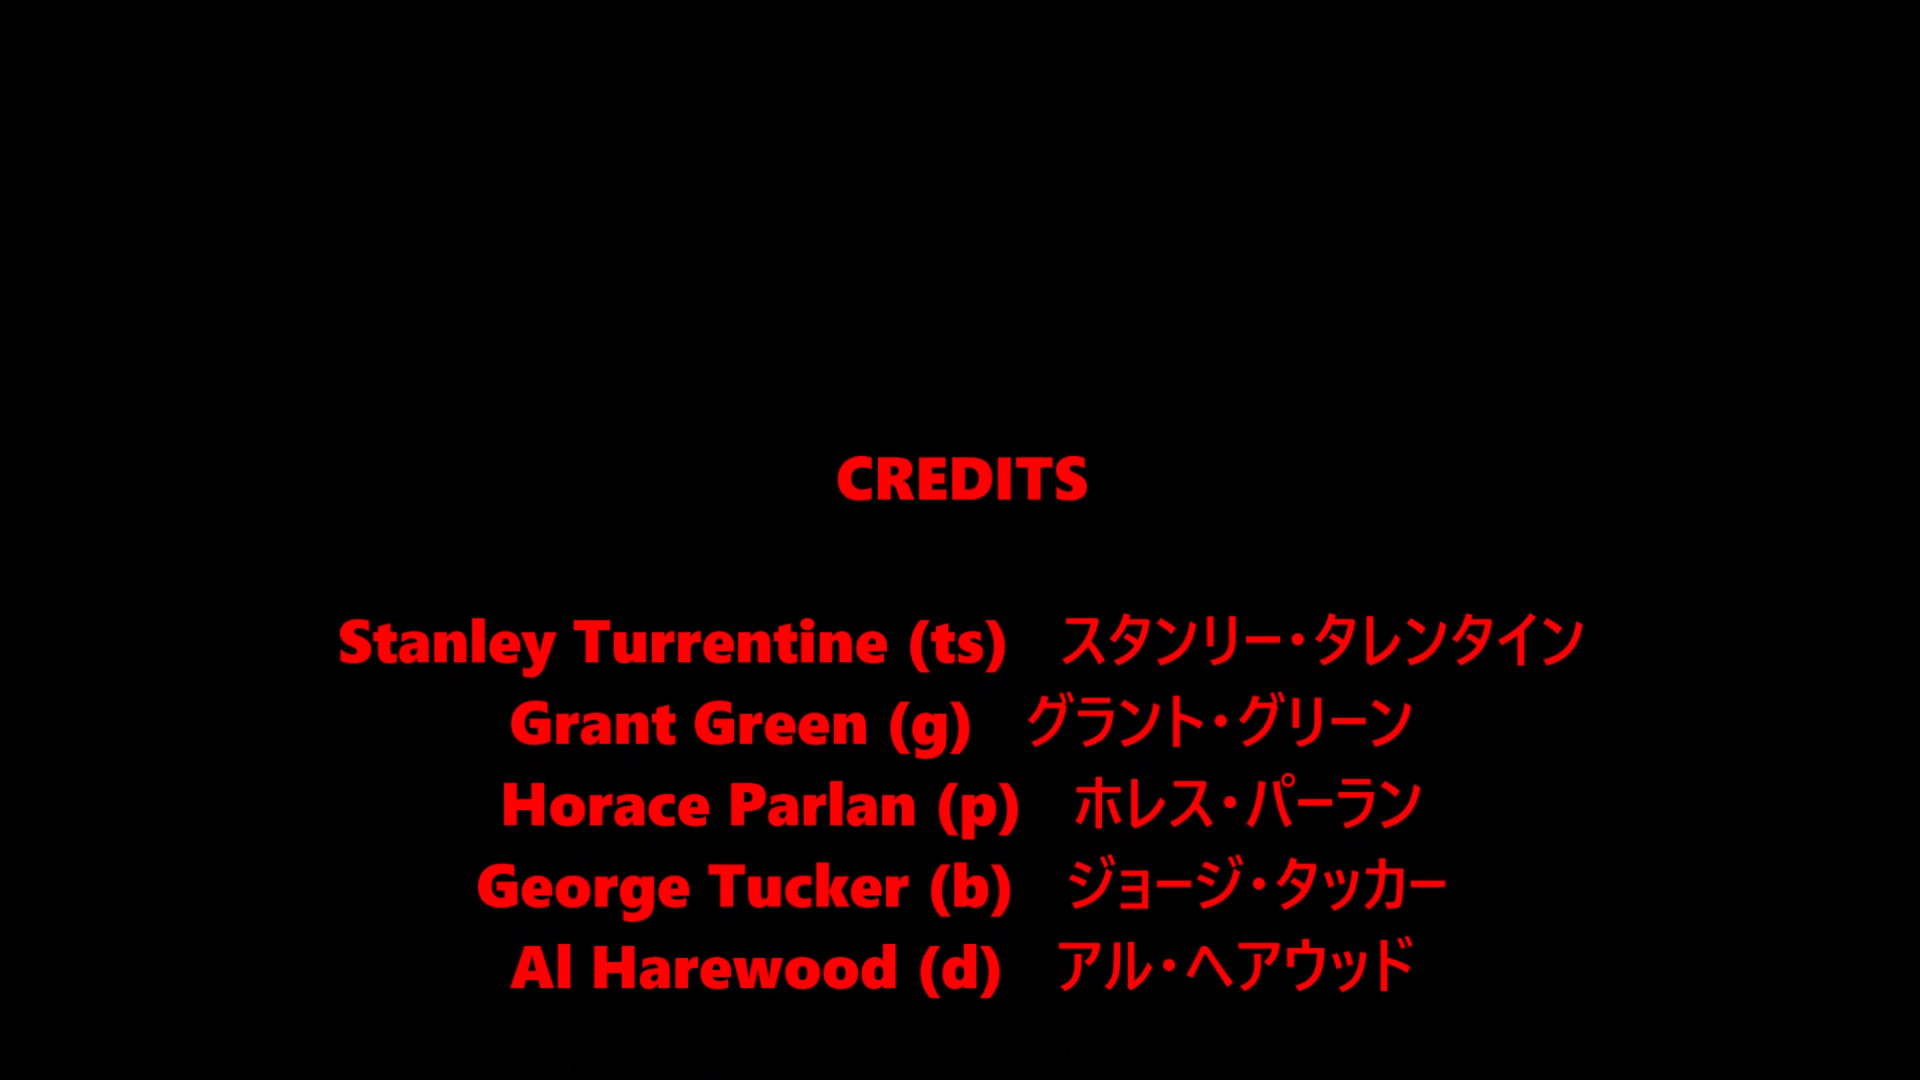 CREDITS
Stanley Turrentine (ts)　スタンリー・タレンタイン
Grant Green (g)　グラント・グリーン
Horace Parlan (p)　ホレス・パーラン
George Tucker (b)　ジョージ・タッカー
Al Harewood (d)　アル・ヘアウッド